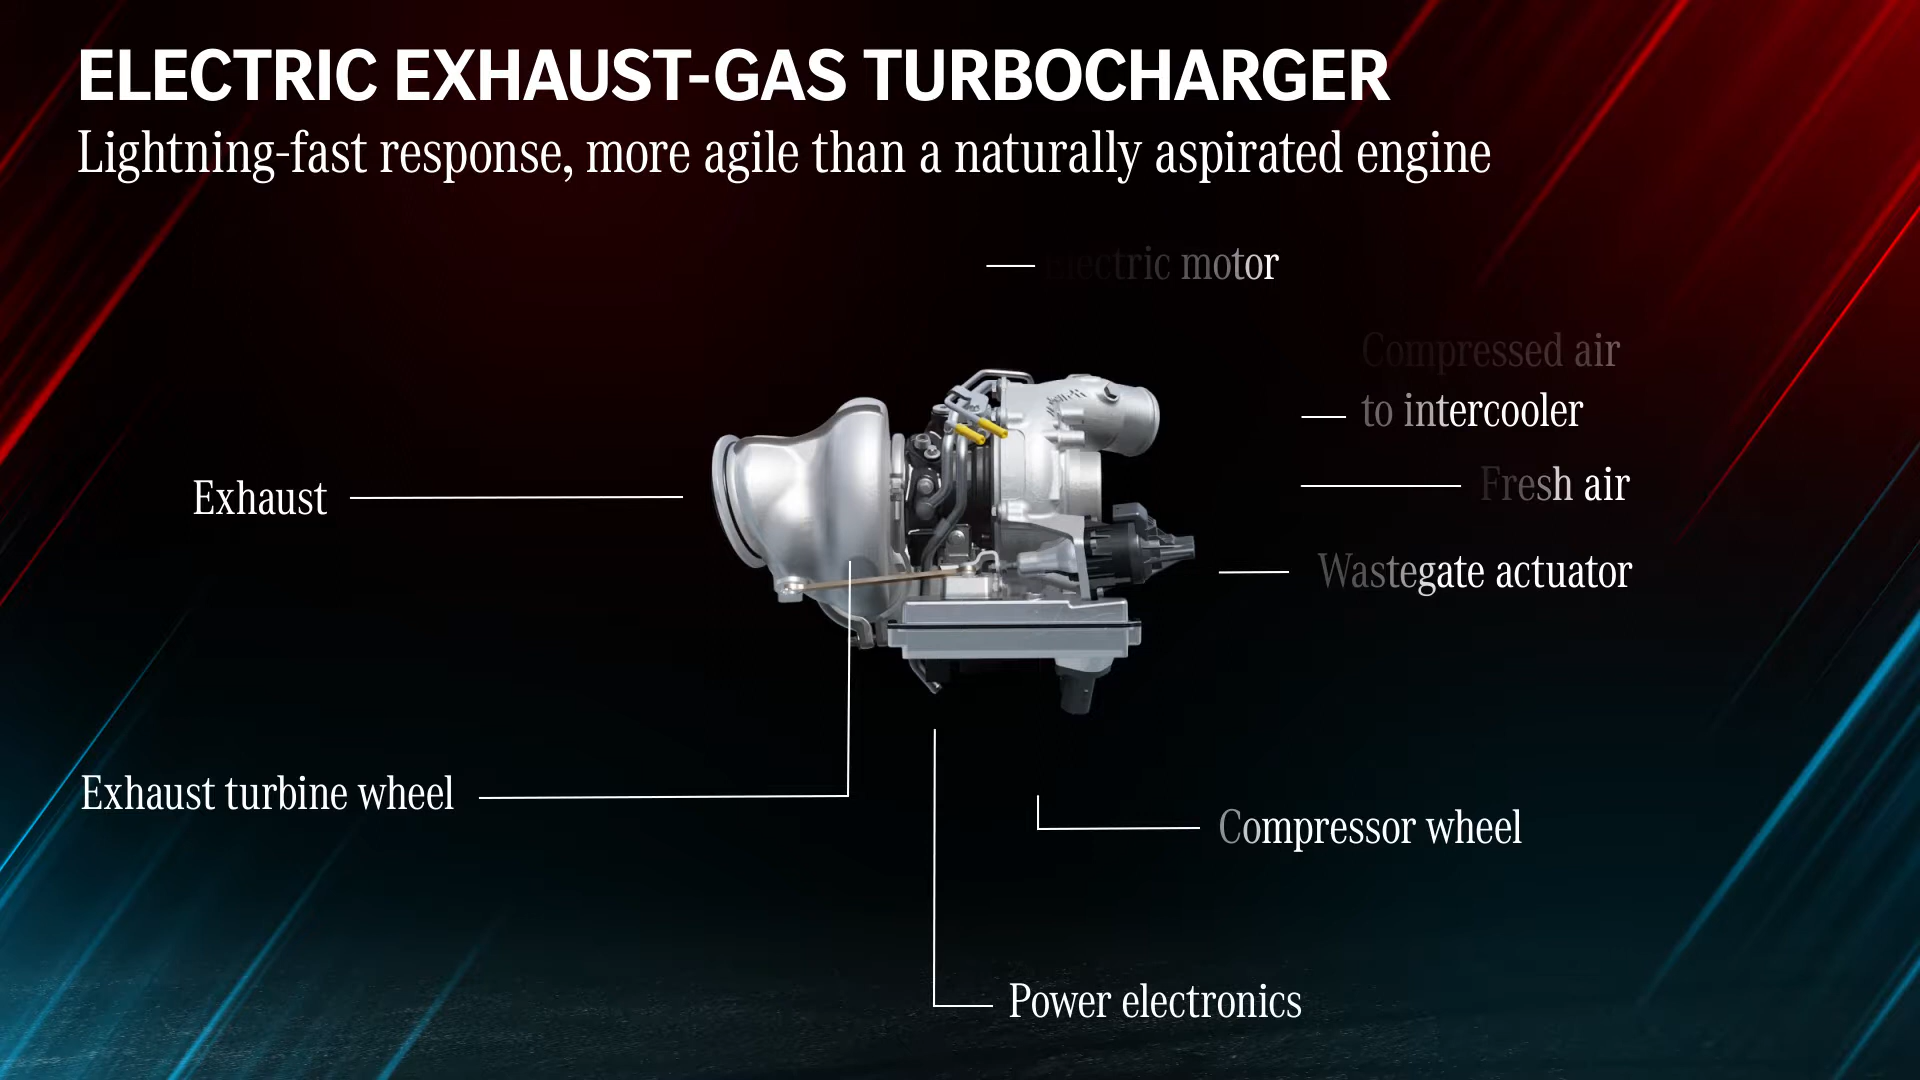 ELECTRIC EXHAUST-GAS TURBOCHARGER
Lightning-fast response, more agile than a naturally aspirated engine
Electric motor
Compressed air
to intercooler
Fresh air
Exhaust
Wastegate actuator
Exhaust turbine wheel
Compressor wheel
Power electronics